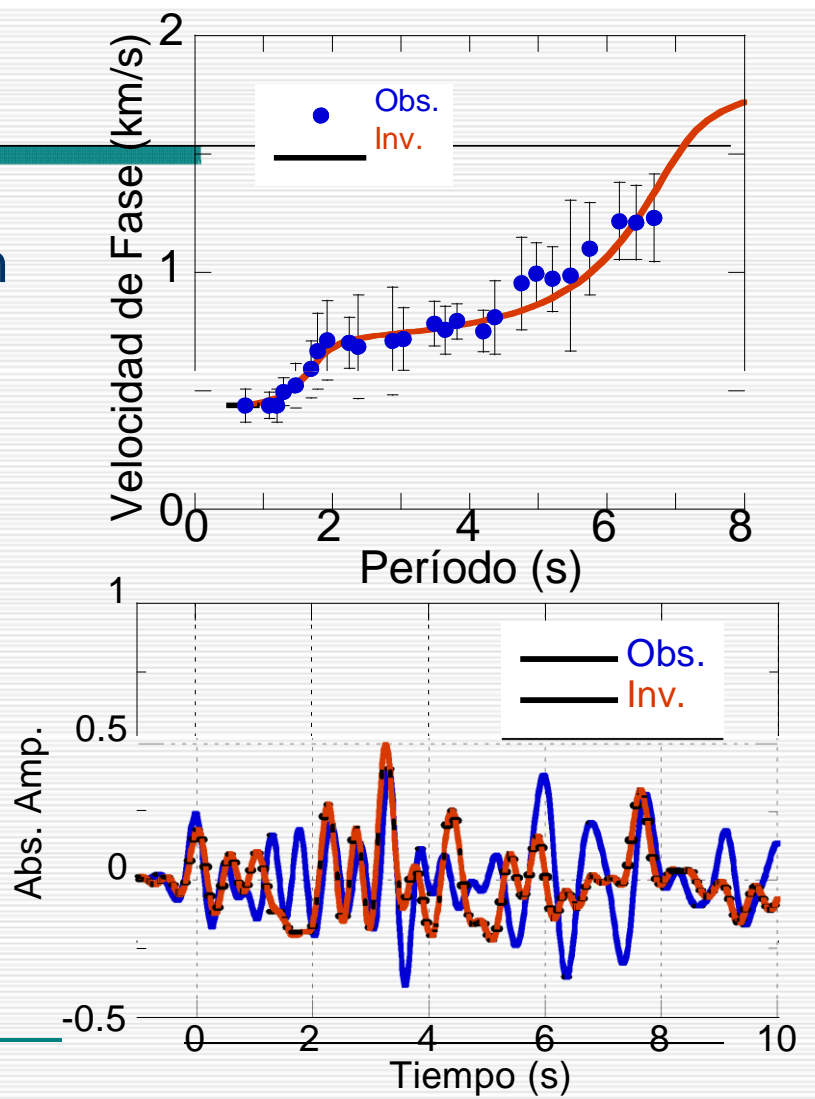 2
Velocidad de Fase (km/s)
Obs.
Inv.
n
1
0
0 2 4 6 8
Período (s)
1
Obs.
Inv.
0.5
Abs. Amp.
0
-0.5
0 2 4 6 8 10
Tiempo (s)